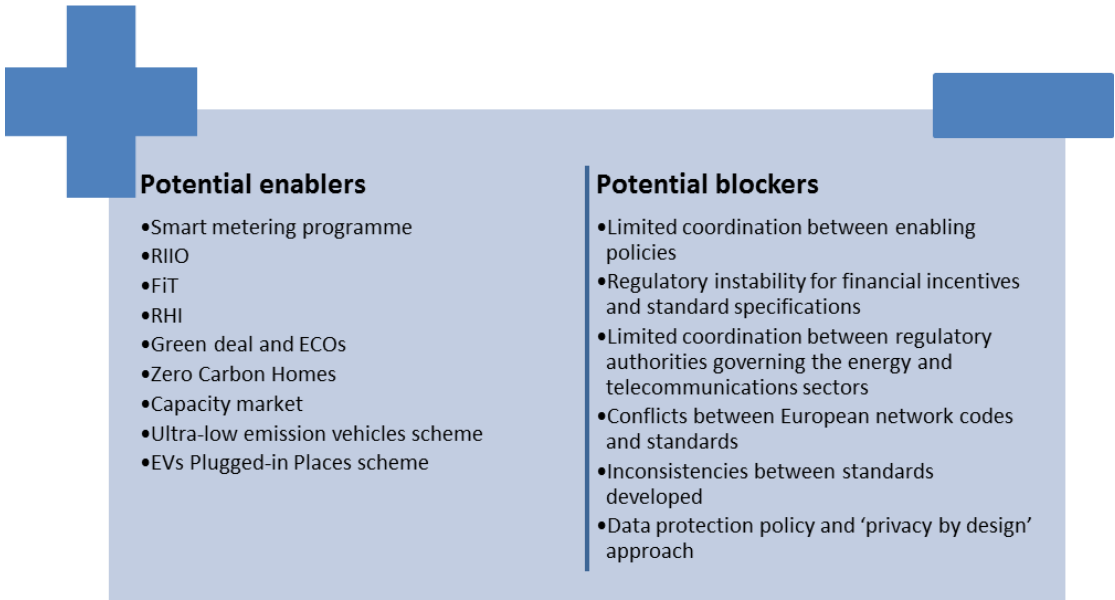 Potential enablers
•Smart metering programme
•RIIO
•FiT
•RHI
•Green deal and ECOs
•Zero Carbon Homes
•Capacity market
•Ultra-low emission vehicles scheme
•EVs Plugged-in Places scheme
Potential blockers
•Limited coordination between enabling
policies
•Regulatory instability for financial incentives
and standard specifications
•Limited coordination between regulatory
authorities governing the energy and
telecommunications sectors
•Conflicts between European network codes
and standards
•Inconsistencies between standards
developed
•Data protection policy and ‘privacy by design’
approach